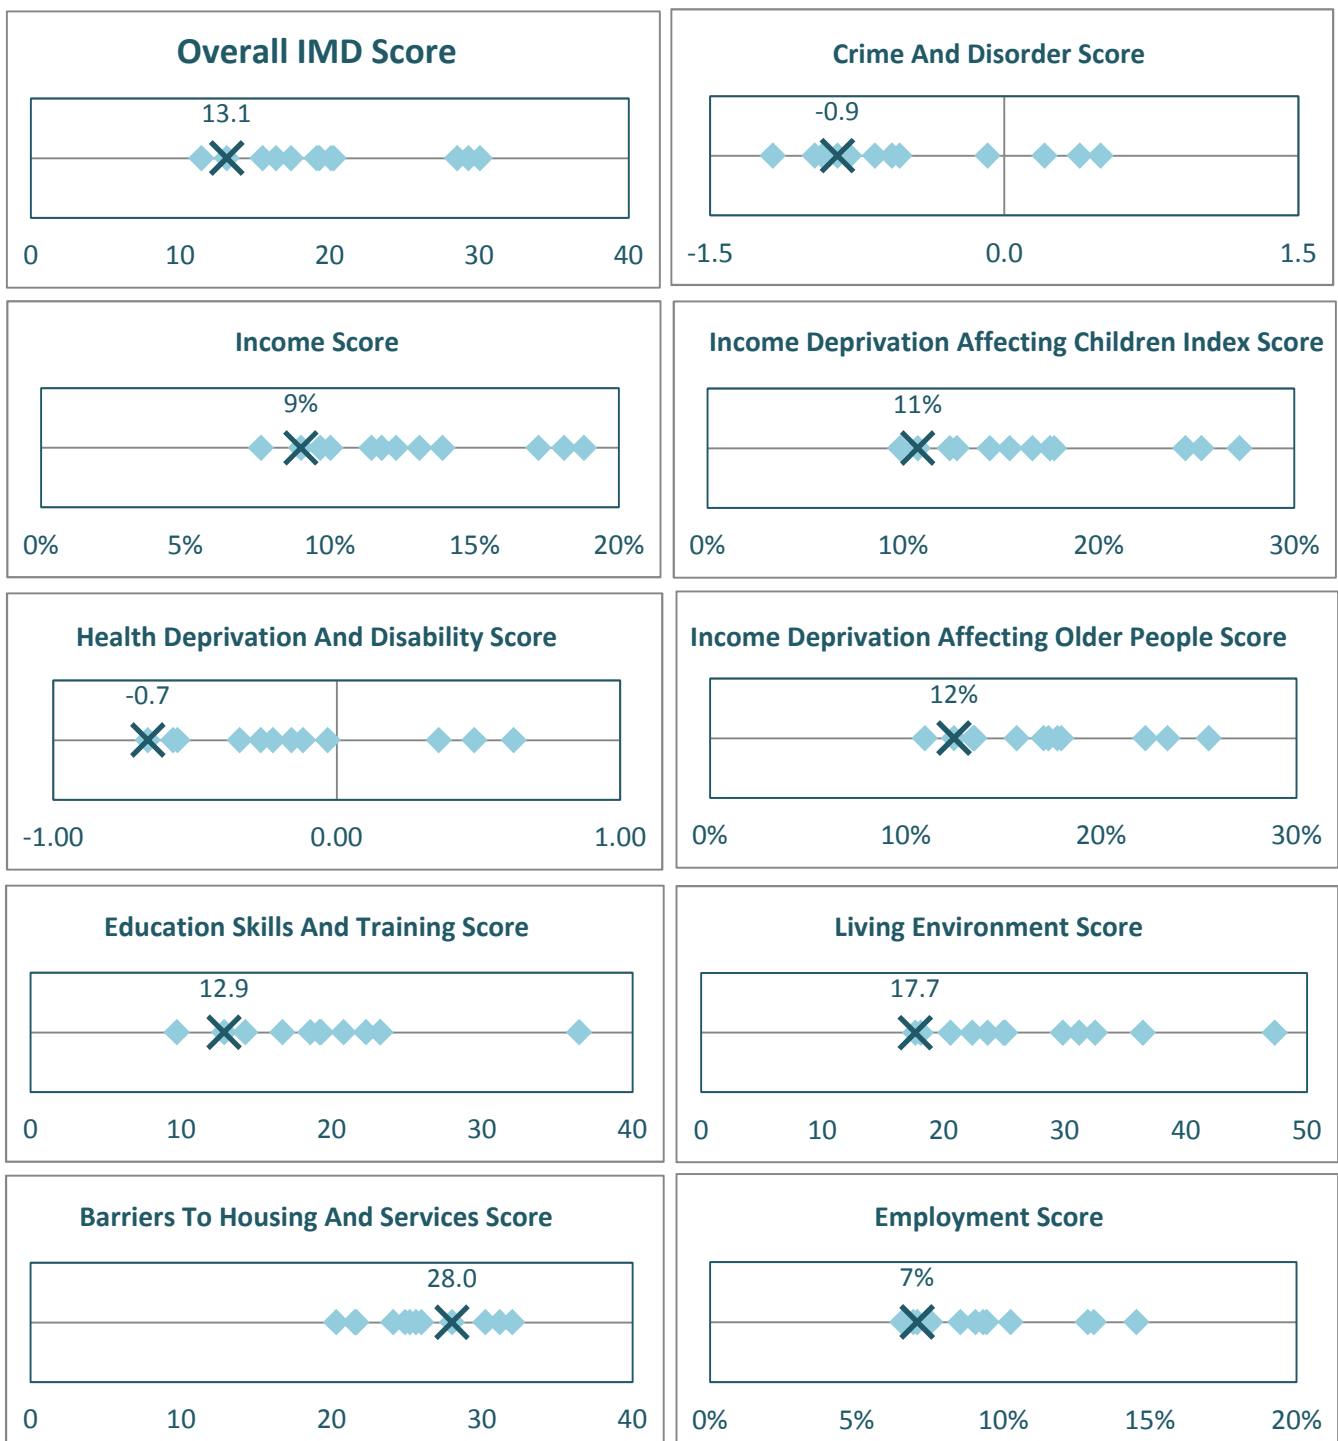 Overall IMD Score
13.1
0 10 20 30 40
Crime And Disorder Score
-0.9
-1.5 0.0 1.5
Income Score
9%
0% 5% 10% 15% 20%
Income Deprivation Affecting Children Index Score
11%
0% 10% 20% 30%
Health Deprivation And Disability Score
-0.7
-1.00 0.00 1.00
Income Deprivation Affecting Older People Score
12%
0% 10% 20% 30%
Education Skills And Training Score
12.9
0 10 20 30 40
Living Environment Score
17.7
0 10 20 30 40 50
Barriers To Housing And Services Score
28.0
0 10 20 30 40
Employment Score
7%
0% 5% 10% 15% 20%